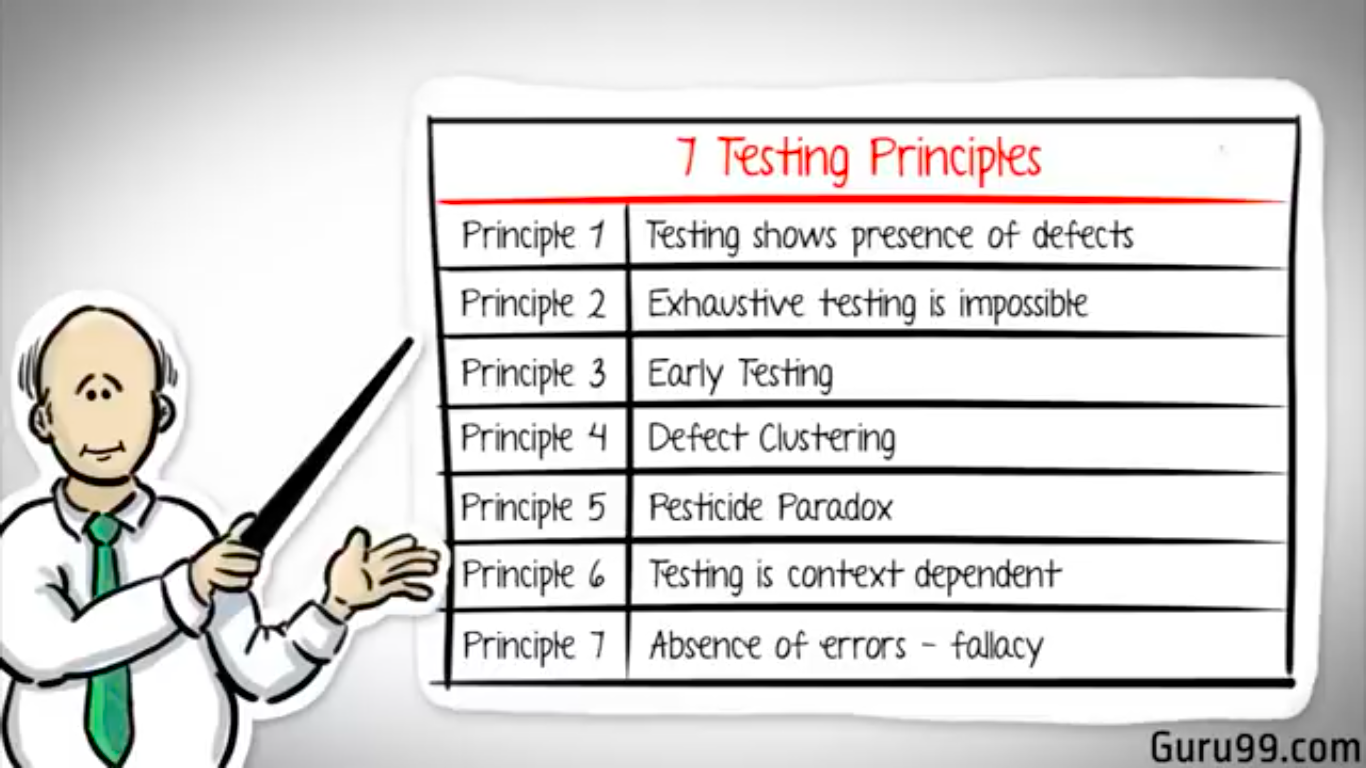 7 Testing Principles
Principle 1 Testing shows presence of defects
Principle 2 Exhaustive testing is impossible
Principle 3 Early Testing
Principle 4 Defect Clustering
Principle 5 Pesticide Paradox
Principle 6 Testing is context dependent
Principle 7 Absence of errors - fallacy
Guru99.com